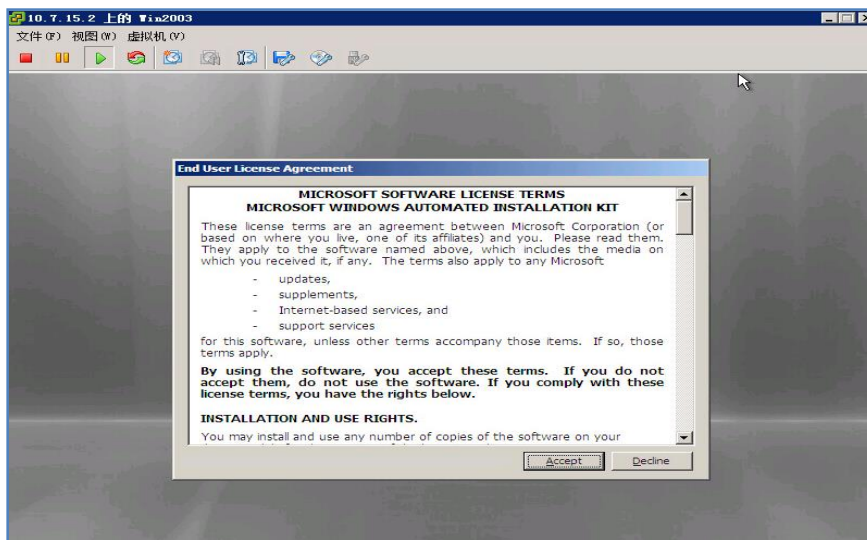 10.7.15.2 上的 Win2003
文件(F) 视图(W) 虚拟机(V)
End User License Agreement
MICROSOFT SOFTWARE LICENSE TERMS
MICROSOFT WINDOWS AUTOMATED INSTALLATION KIT
These license terms are an agreement between Microsoft Corporation (or
based on where you live, one of its affiliates) and you. Please read them.
They apply to the software named above, which includes the media on
which you received it, if any. The terms also apply to any Microsoft
- updates,
- supplements,
- Internet-based services, and
- support services
for this software, unless other terms accompany those items. If so, those
terms apply.
By using the software, you accept these terms. If you do not
accept them, do not use the software. If you comply with these
license terms, you have the rights below.
INSTALLATION AND USE RIGHTS.
You may install and use any number of copies of the software on your
Accept Decline